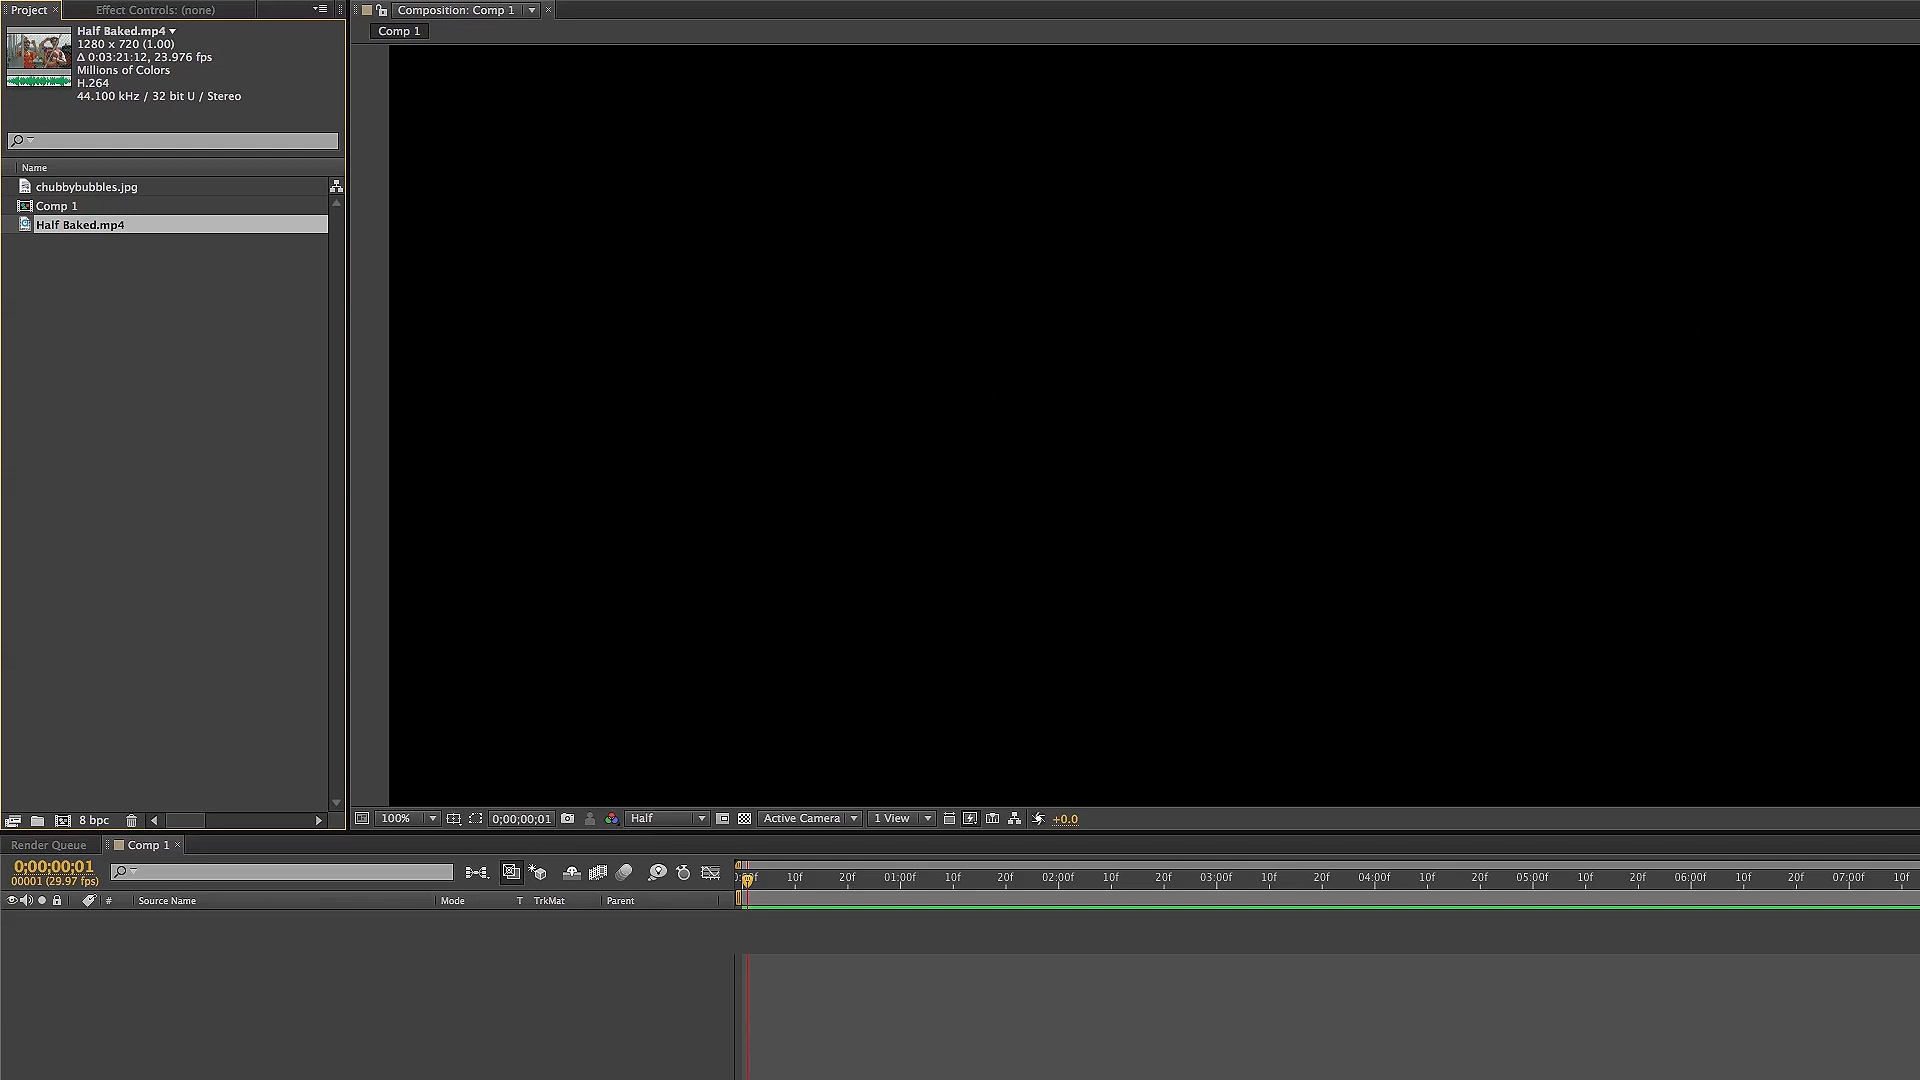 Project × Effect Controls: (none)
Composition: Comp 1 ×
Comp 1
Half Baked.mp4
1280 x 720 (1.00)
Δ 0:03:21:12, 23.976 fps
Millions of Colors
H.264
44.100 kHz / 32 bit U / Stereo
Name
chubbybubbles.jpg
Comp 1
Half Baked.mp4
8 bpc
100% 0;00;00;01 Half Active Camera 1 View +0.0
Render Queue Comp 1 ×
0;00;00;01
00001 (29.97 fps)
10f 20f 01:00f 10f 20f 02:00f 10f 20f 03:00f 10f 20f 04:00f 10f 20f 05:00f 10f 20f 06:00f 10f 20f 07:00f 10f
# Source Name Mode T TrkMat Parent